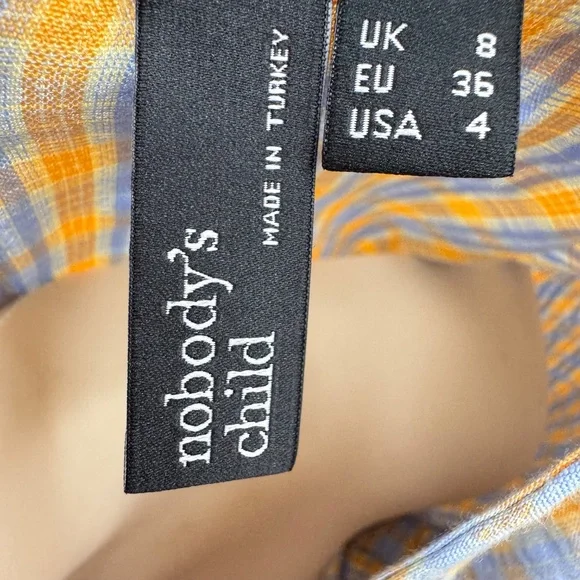 nobody's
child
MADE IN TURKEY
UK 8
EU 36
USA 4